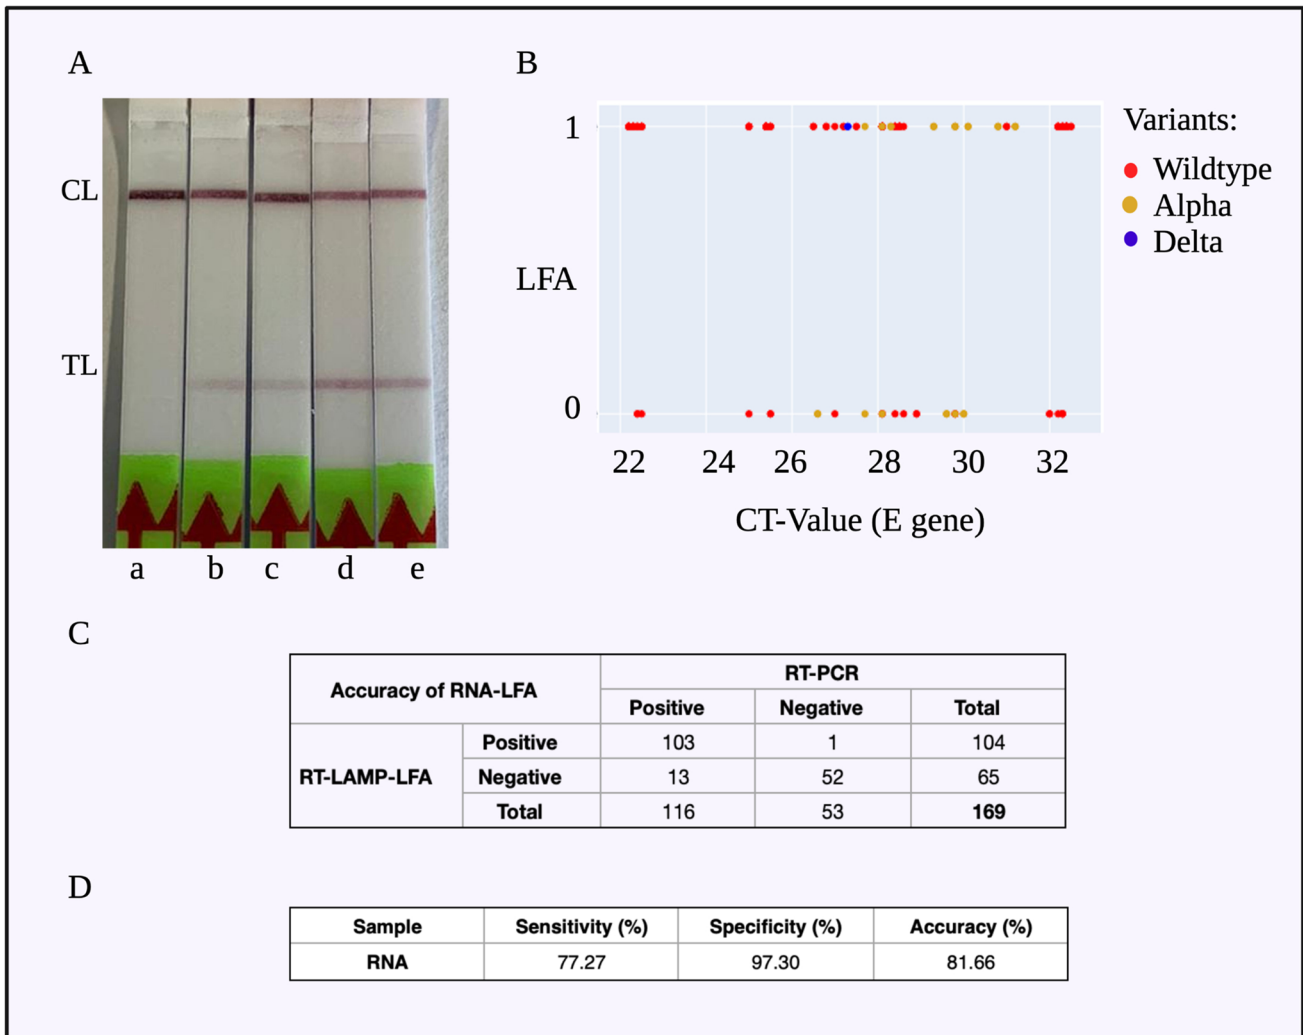 A
CL
TL
a b c d e
B
1
LFA
0
22 24 26 28 30 32
CT-Value (E gene)
Variants:
Wildtype
Alpha
Delta
C
Accuracy of RNA-LFA RT-PCR
Positive Negative Total
RT-LAMP-LFA Positive 103 1 104
Negative 13 52 65
Total 116 53 169
D
Sample Sensitivity (%) Specificity (%) Accuracy (%)
RNA 77.27 97.30 81.66